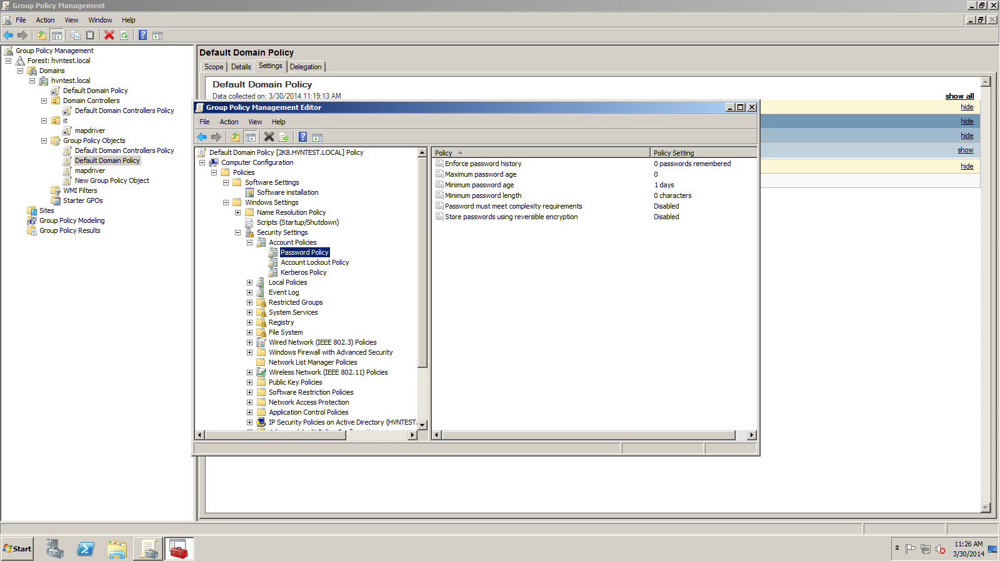 Group Policy Management
File Action View Window Help
Group Policy Management
Forest: hvntest.local
Domains
hvntest.local
Default Domain Policy
Domain Controllers
Default Domain Controllers Policy
it
mapdriver
Group Policy Objects
Default Domain Controllers Policy
Default Domain Policy
mapdriver
New Group Policy Object
WMI Filters
Starter GPOs
Sites
Group Policy Modeling
Group Policy Results
Default Domain Policy
Scope Details Settings Delegation
Default Domain Policy
Data collected on: 3/30/2014 11:19:13 AM
show all
hide
hide
hide
show
hide
Group Policy Management Editor
File Action View Help
Default Domain Policy [2K8.HVNTEST.LOCAL] Policy
Computer Configuration
Policies
Software Settings
Software installation
Windows Settings
Name Resolution Policy
Scripts (Startup/Shutdown)
Security Settings
Account Policies
Password Policy
Account Lockout Policy
Kerberos Policy
Local Policies
Event Log
Restricted Groups
System Services
Registry
File System
Wired Network (IEEE 802.3) Policies
Windows Firewall with Advanced Security
Network List Manager Policies
Wireless Network (IEEE 802.11) Policies
Public Key Policies
Software Restriction Policies
Network Access Protection
Application Control Policies
IP Security Policies on Active Directory (HVNTEST.
Policy Policy Setting
Enforce password history 0 passwords remembered
Maximum password age 0
Minimum password age 1 days
Minimum password length 0 characters
Password must meet complexity requirements Disabled
Store passwords using reversible encryption Disabled
Start
11:26 AM
3/30/2014